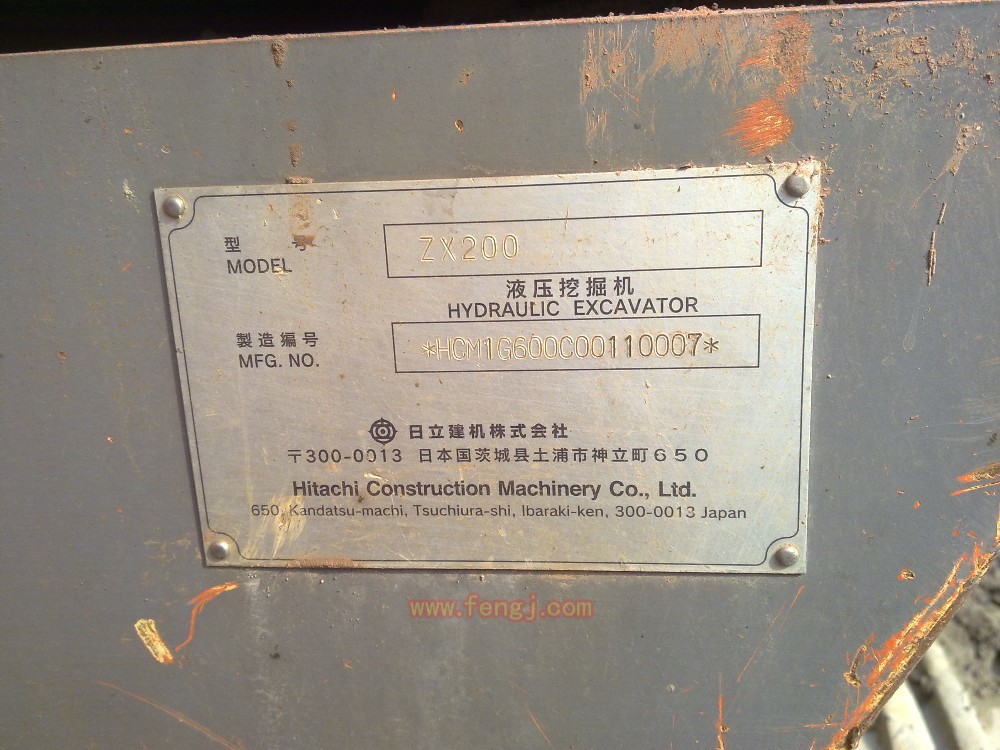 型号
MODEL
ZX200
液压挖掘机
HYDRAULIC EXCAVATOR
製造编号
MFG. NO.
*HCM1G600C00110007*
日立建机株式会社
〒300-0013 日本国茨城县土浦市神立町650
Hitachi Construction Machinery Co., Ltd.
650, Kandatsu-machi, Tsuchiura-shi, Ibaraki-ken, 300-0013 Japan
www.fengj.com